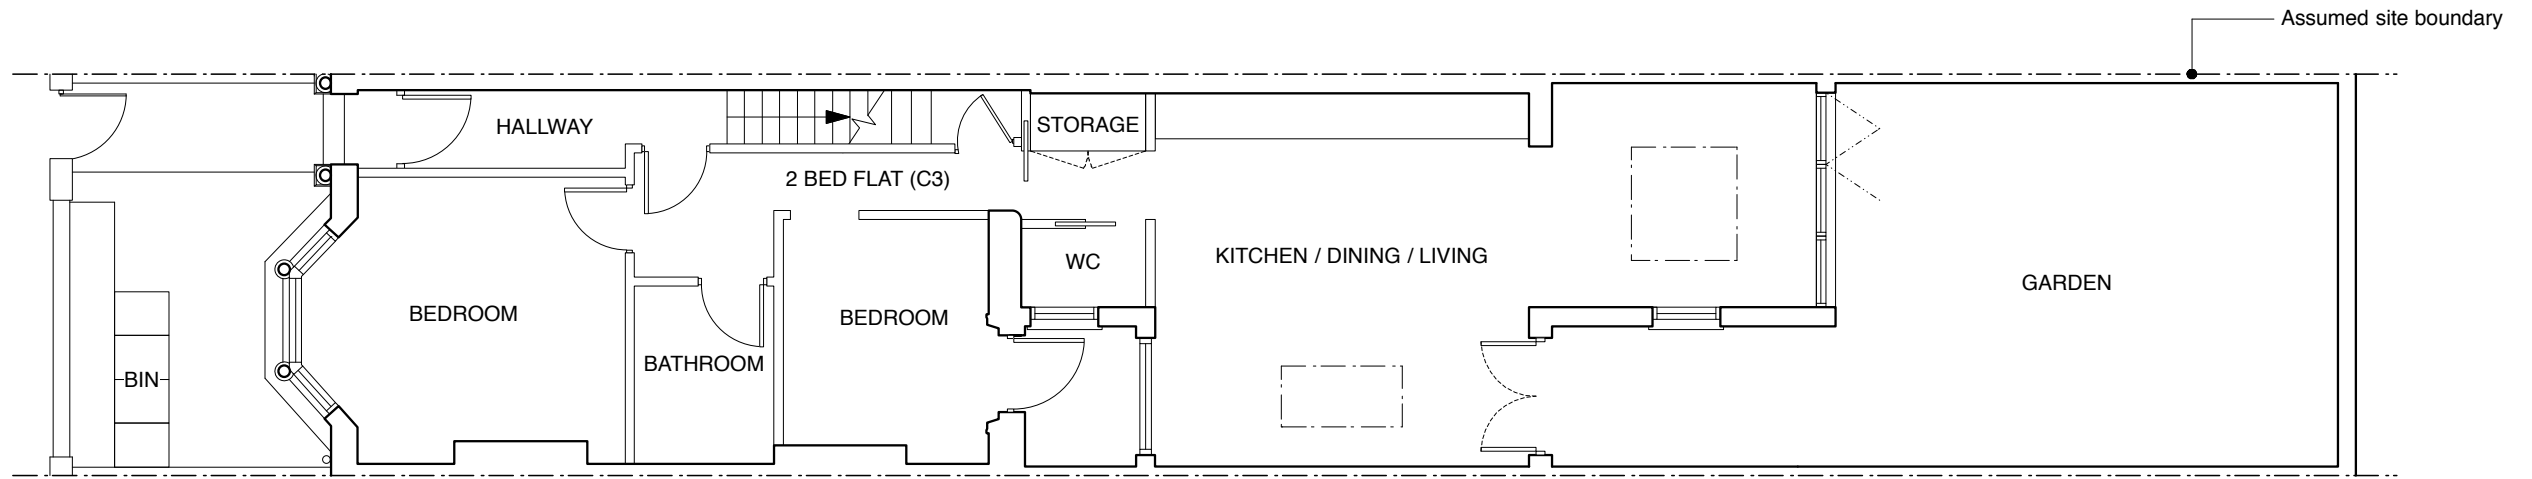 Assumed site boundary
HALLWAY
STORAGE
2 BED FLAT (C3)
KITCHEN / DINING / LIVING
WC
GARDEN
BEDROOM
BEDROOM
BATHROOM
BIN